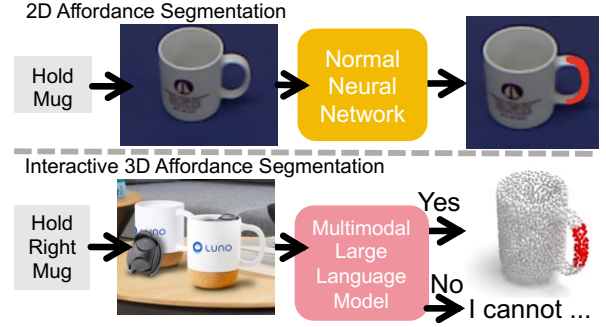 2D Affordance Segmentation
Hold
Mug
Normal
Neural
Network
Interactive 3D Affordance Segmentation
Hold
Right
Mug
LUNO
LUNO
Multimodal
Large
Language
Model
Yes
No
I cannot ...